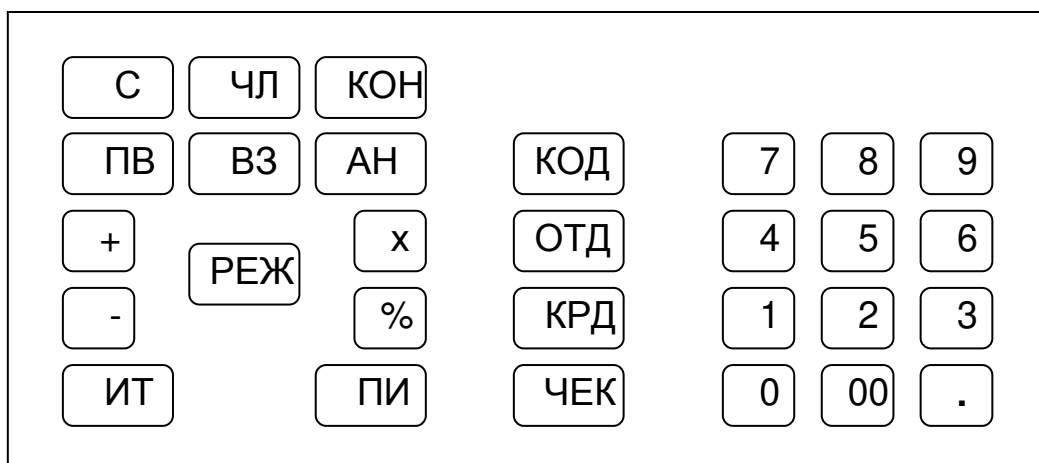 С ЧЛ КОН
ПВ ВЗ АН КОД 7 8 9
+ х ОТД 4 5 6
РЕЖ
- % КРД 1 2 3
ИТ ПИ ЧЕК 0 00 .